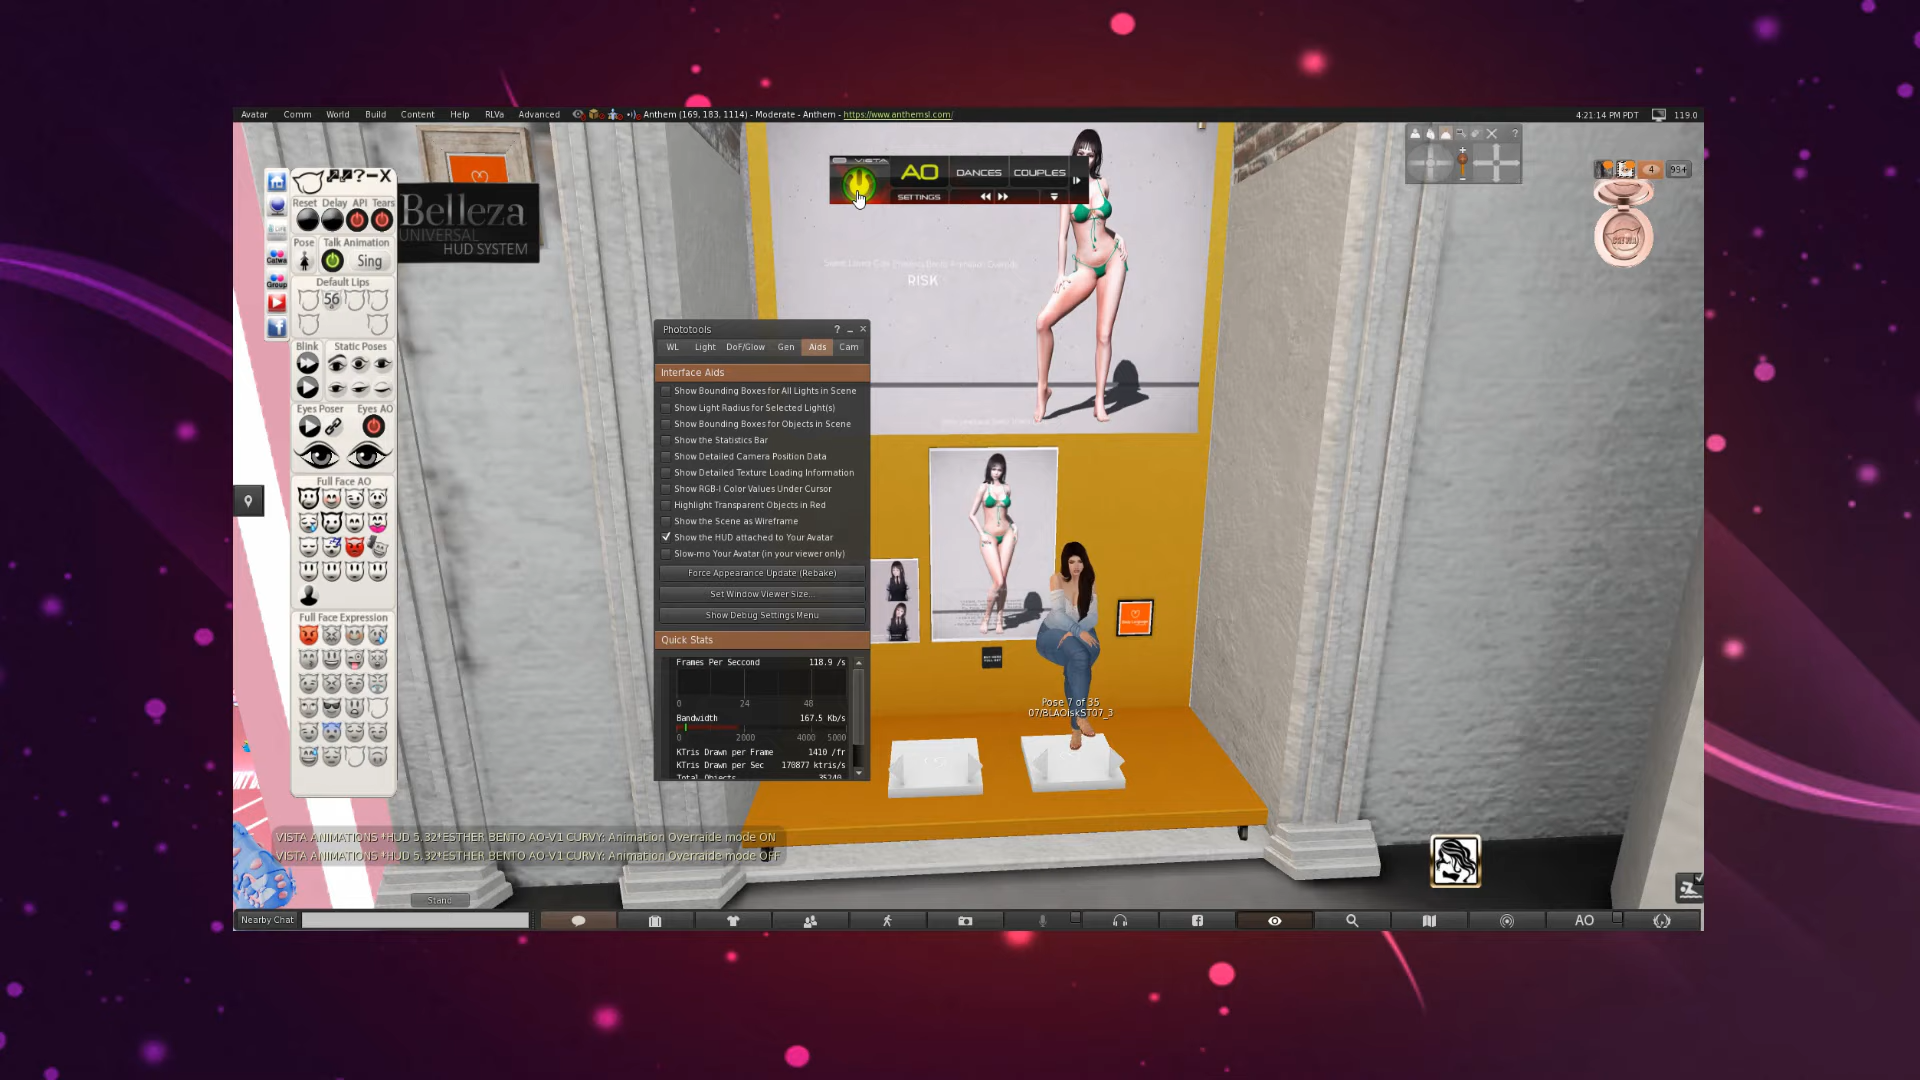 Avatar Comm World Build Content Help RLVa Advanced Anthem (169, 183, 1114) - Moderate - Anthem - https://www.anthemsl.com/ 4:21:14 PM PDT 119.0
VISTA
AO DANCES COUPLES
SETTINGS
4 99+
?
Reset Delay API Tears
Pose Talk Animation
Sing
Default Lips
56
Blink Static Poses
Eyes Poser Eyes AO
Full Face AO
Full Face Expression
Catwa
Group
Belleza
UNIVERSAL
HUD SYSTEM
RISK
Phototools ?
WL Light DoF/Glow Gen Aids Cam
Interface Aids
Show Bounding Boxes for All Lights in Scene
Show Light Radius for Selected Light(s)
Show Bounding Boxes for Objects in Scene
Show the Statistics Bar
Show Detailed Camera Position Data
Show Detailed Texture Loading Information
Show RGB-I Color Values Under Cursor
Highlight Transparent Objects in Red
Show the Scene as Wireframe
Show the HUD attached to Your Avatar
Slow-mo Your Avatar (in your viewer only)
Force Appearance Update (Rebake)
Set Window Viewer Size...
Show Debug Settings Menu
Quick Stats
Frames Per Seccond 118.9 /s
0 24 48
Bandwidth 167.5 Kb/s
0 2000 4000 5000
KTris Drawn per Frame 1410 /fr
KTris Drawn per Sec 170877 ktris/s
Total Objects 35240
Pose 7 of 35
07/BLAOiskST07_3
VISTA ANIMATIONS *HUD 5.32*ESTHER BENTO AO-V1 CURVY: Animation Overraide mode ON
VISTA ANIMATIONS *HUD 5.32*ESTHER BENTO AO-V1 CURVY: Animation Overraide mode OFF
Stand
Nearby Chat
AO